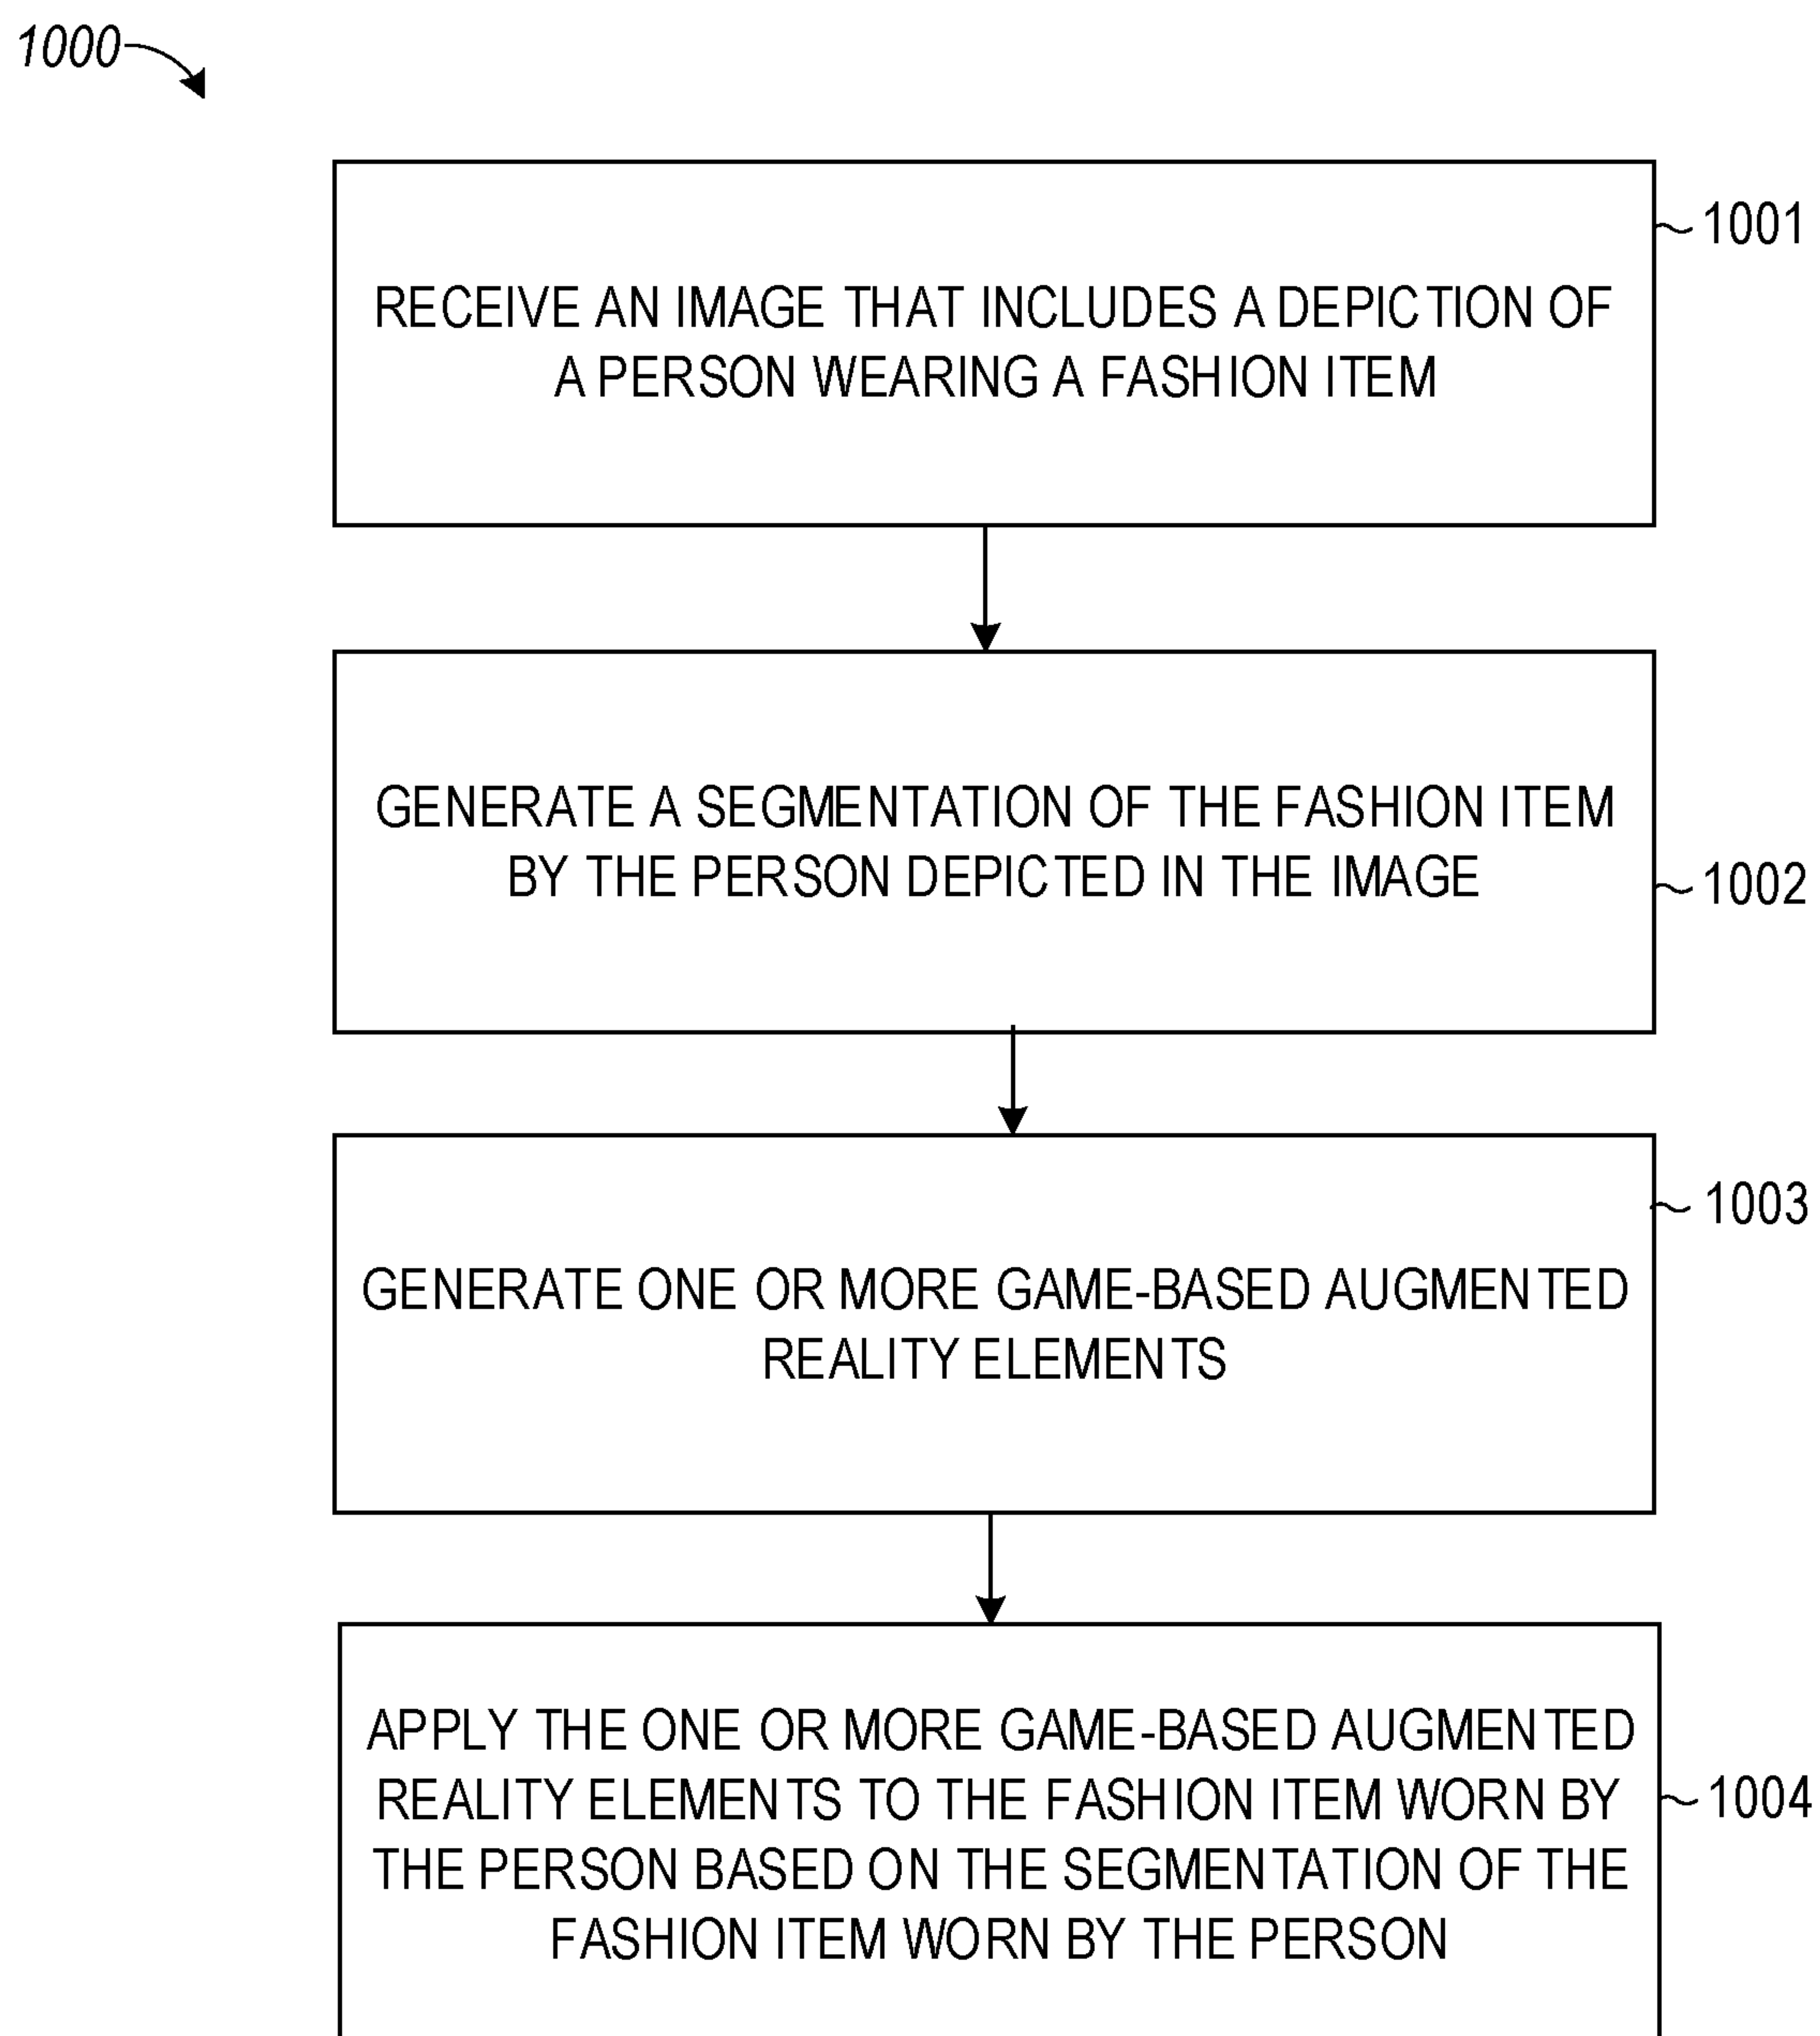 1000
1001
RECEIVE AN IMAGE THAT INCLUDES A DEPICTION OF
A PERSON WEARING A FASHION ITEM
GENERATE A SEGMENTATION OF THE FASHION ITEM
BY THE PERSON DEPICTED IN THE IMAGE
1002
1003
GENERATE ONE OR MORE GAME-BASED AUGMENTED
REALITY ELEMENTS
APPLY THE ONE OR MORE GAME-BASED AUGMENTED
REALITY ELEMENTS TO THE FASHION ITEM WORN BY
1004
THE PERSON BASED ON THE SEGMENTATION OF THE
FASHION ITEM WORN BY THE PERSON